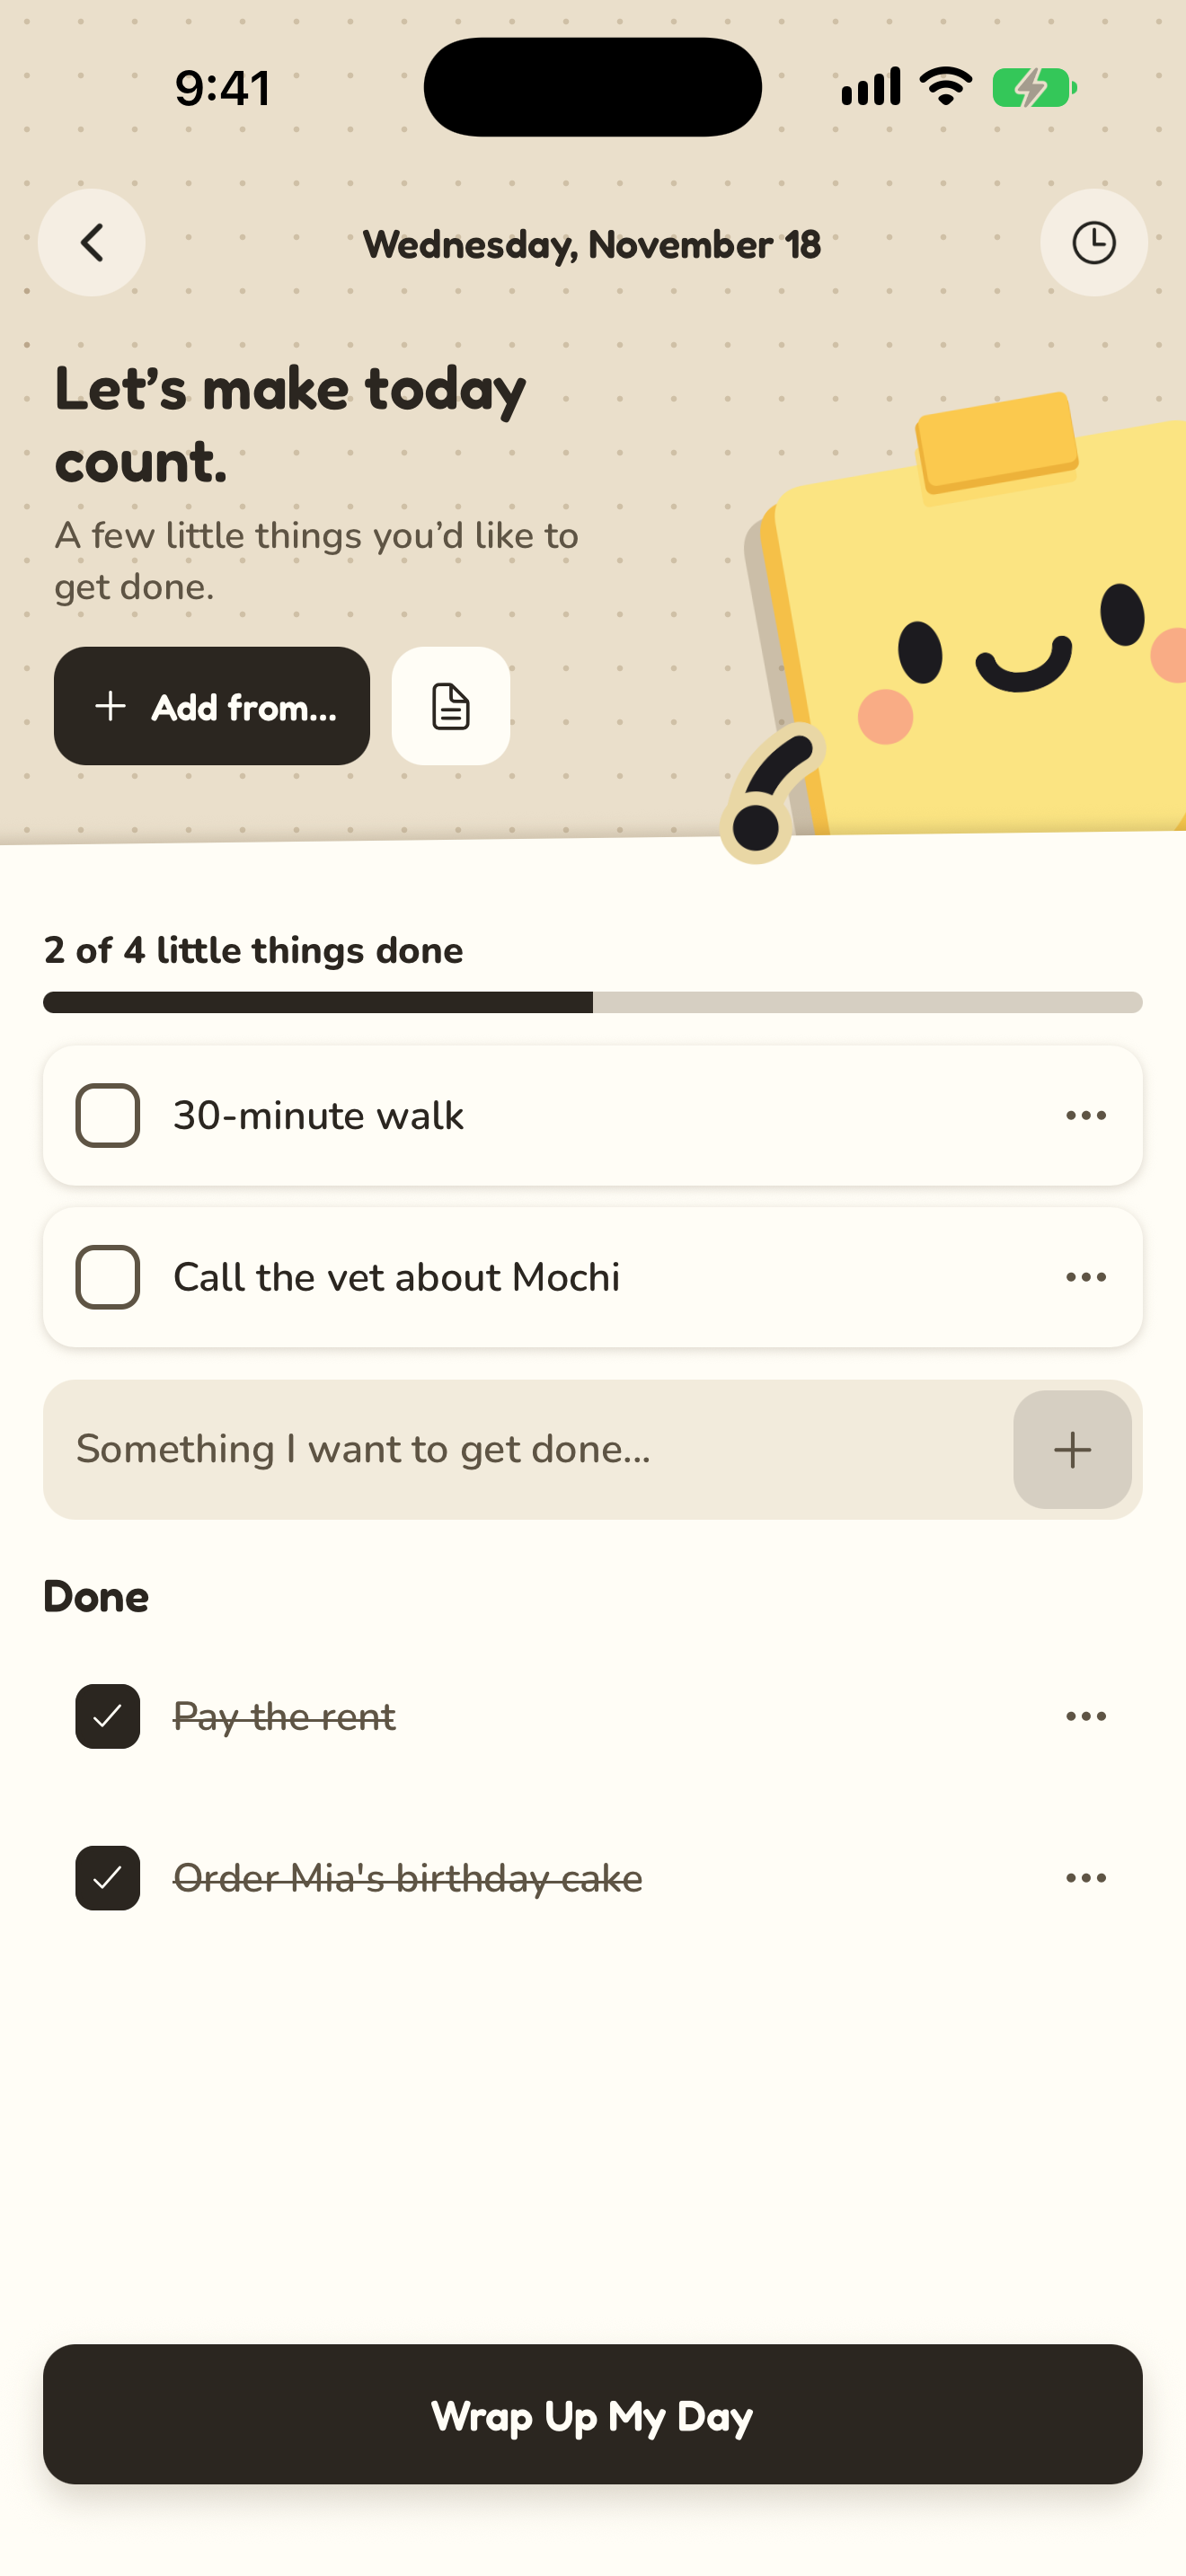 9:41
Wednesday, November 18
Let’s make today
count.
A few little things you’d like to
get done.
Add from...
2 of 4 little things done
30-minute walk
Call the vet about Mochi
Something I want to get done...
Done
Pay the rent
Order Mia's birthday cake
Wrap Up My Day